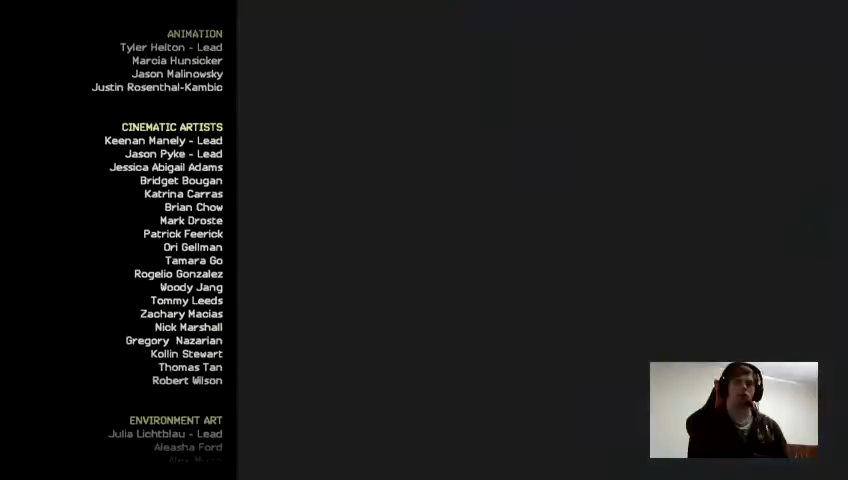 ANIMATION
Tyler Helton - Lead
Marcia Hunsicker
Jason Malinowsky
Justin Rosenthal-Kambic
CINEMATIC ARTISTS
Keenan Manely - Lead
Jason Pyke - Lead
Jessica Abigail Adams
Bridget Bougan
Katrina Carras
Brian Chow
Mark Droste
Patrick Feerick
Ori Gellman
Tamara Go
Rogelio Gonzalez
Woody Jang
Tommy Leeds
Zachary Macias
Nick Marshall
Gregory Nazarian
Kollin Stewart
Thomas Tan
Robert Wilson
ENVIRONMENT ART
Julia Lichtblau - Lead
Aleasha Ford